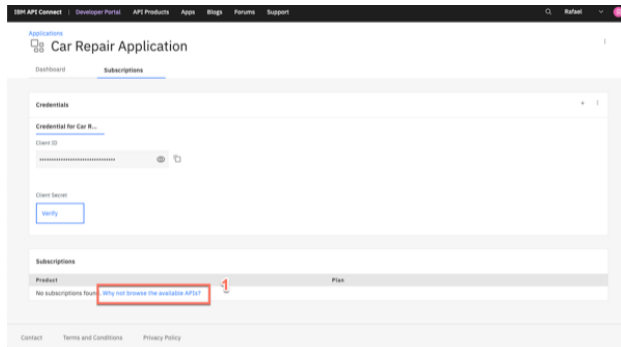 IBM API Connect | Developer Portal API Products Apps Blogs Forums Support Rafael
Applications
Car Repair Application
Dashboard Subscriptions
Credentials
Credential for Car R...
Client ID
Client Secret
Verify
Subscriptions
Product Plan
No subscriptions foun Why not browse the available APIs?
1
Contact Terms and Conditions Privacy Policy